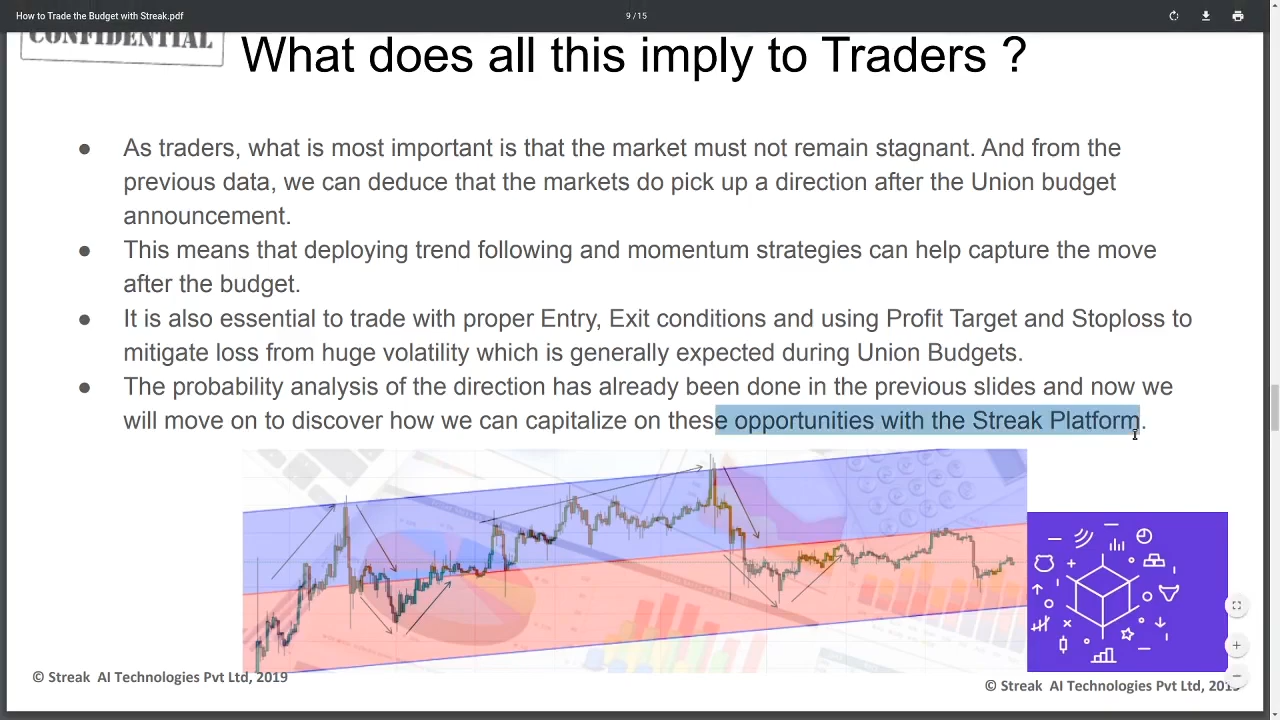 How to Trade the Budget with Streak.pdf
9 / 15
CONFIDENTIAL
What does all this imply to Traders ?
● As traders, what is most important is that the market must not remain stagnant. And from the
previous data, we can deduce that the markets do pick up a direction after the Union budget
announcement.
● This means that deploying trend following and momentum strategies can help capture the move
after the budget.
● It is also essential to trade with proper Entry, Exit conditions and using Profit Target and Stoploss to
mitigate loss from huge volatility which is generally expected during Union Budgets.
● The probability analysis of the direction has already been done in the previous slides and now we
will move on to discover how we can capitalize on these opportunities with the Streak Platform.
© Streak AI Technologies Pvt Ltd, 2019
© Streak AI Technologies Pvt Ltd, 2019